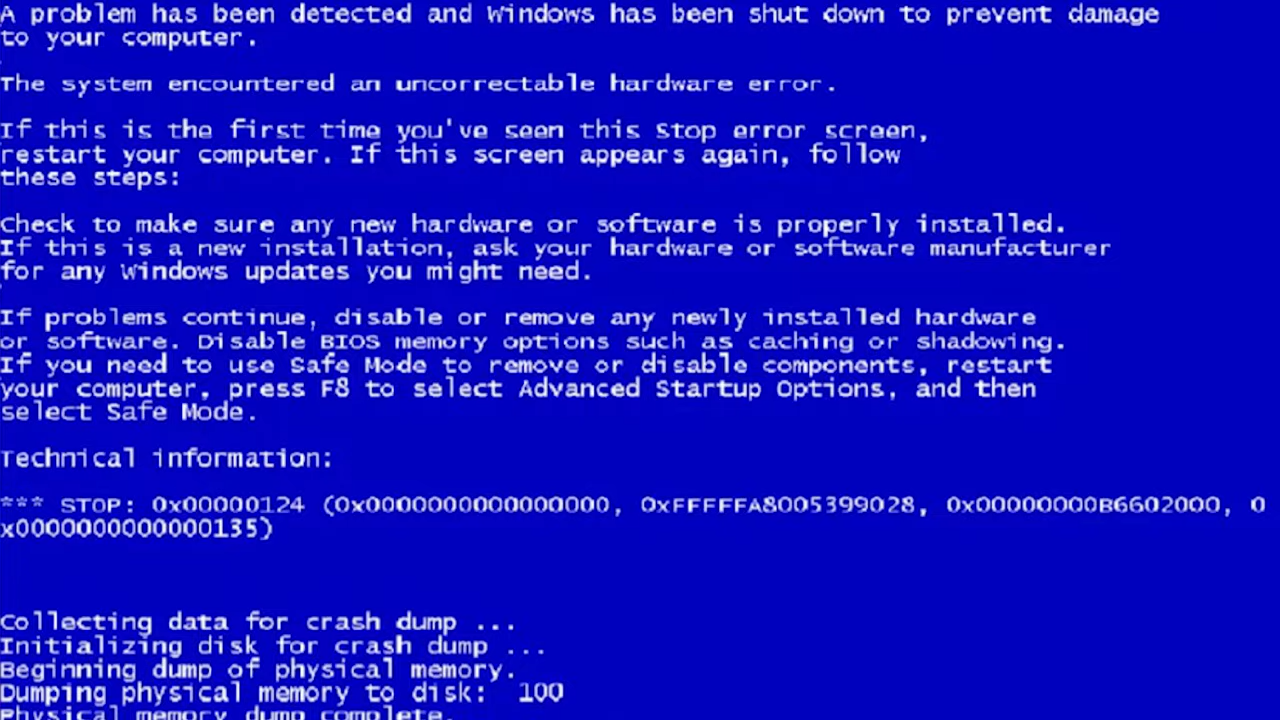 A problem has been detected and Windows has been shut down to prevent damage
to your computer.
The system encountered an uncorrectable hardware error.
If this is the first time you've seen this Stop error screen,
restart your computer. If this screen appears again, follow
these steps:
Check to make sure any new hardware or software is properly installed.
If this is a new installation, ask your hardware or software manufacturer
for any Windows updates you might need.
If problems continue, disable or remove any newly installed hardware
or software. Disable BIOS memory options such as caching or shadowing.
If you need to use Safe Mode to remove or disable components, restart
your computer, press F8 to select Advanced Startup Options, and then
select Safe Mode.
Technical information:
*** STOP: 0x00000124 (0x0000000000000000, 0xFFFFFA8005399028, 0x00000000B6602000, 0
x0000000000000135)
Collecting data for crash dump ...
Initializing disk for crash dump ...
Beginning dump of physical memory.
Dumping physical memory to disk:  100
Physical memory dump complete.